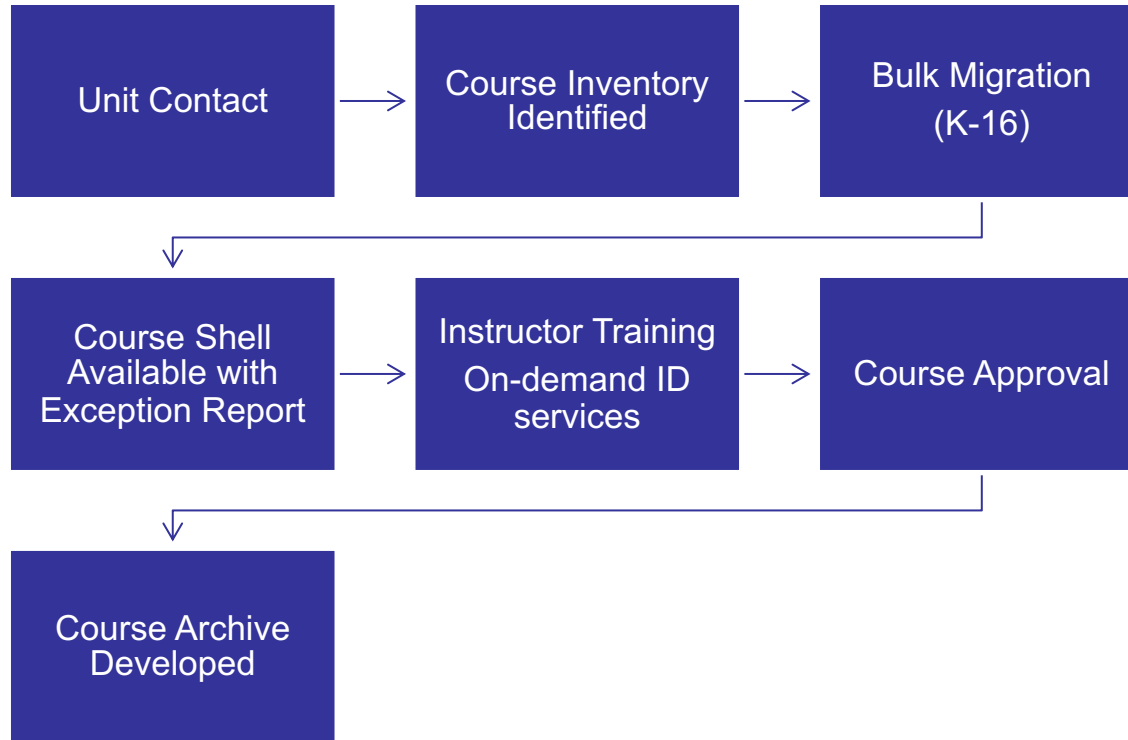 Unit Contact
Course Inventory
Identified
Bulk Migration
(K-16)
Course Shell
Available with
Exception Report
Instructor Training
On-demand ID
services
Course Approval
Course Archive
Developed